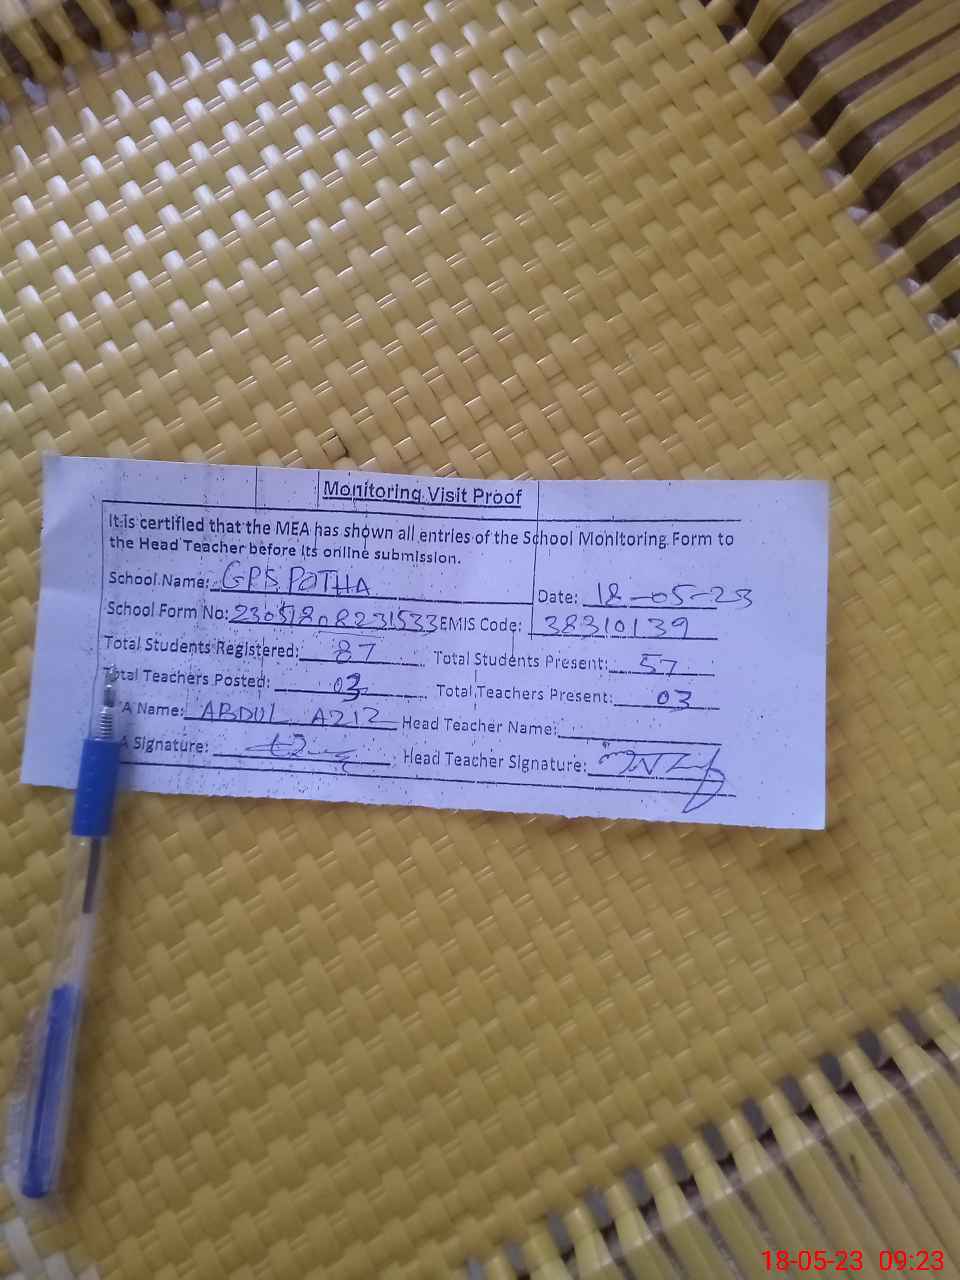 Monitoring Visit Proof
It is certified that the MEA has shown all entries of the School Monitoring Form to
the Head Teacher before its online submission.
School Name: GPS POTHA Date: 18-05-23
School Form No: 230518 08231533 EMIS Code: 38310139
Total Students Registered: 87 Total Students Present: 57
Total Teachers Posted: 03 Total Teachers Present: 03
A Name: ABDUL AZIZ Head Teacher Name:
A Signature: Head Teacher Signature:
18-05-23 09:23